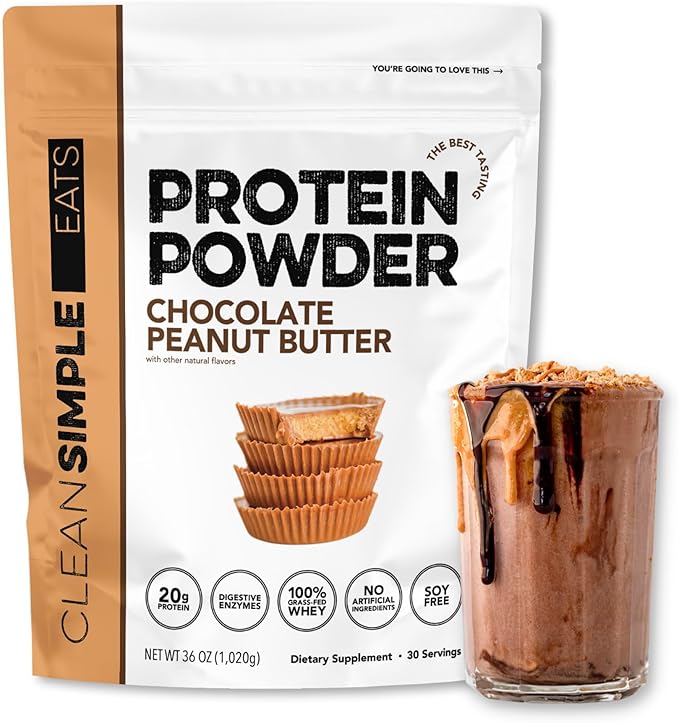 YOU'RE GOING TO LOVE THIS →
THE BEST TASTING
PROTEIN
POWDER
CHOCOLATE
PEANUT BUTTER
with other natural flavors
CLEANSIMPLE EATS
20g
PROTEIN
DIGESTIVE
ENZYMES
100%
GRASS-FED
WHEY
NO
ARTIFICIAL
INGREDIENTS
SOY
FREE
NET WT 36 OZ (1,020g)
Dietary Supplement • 30 Servings